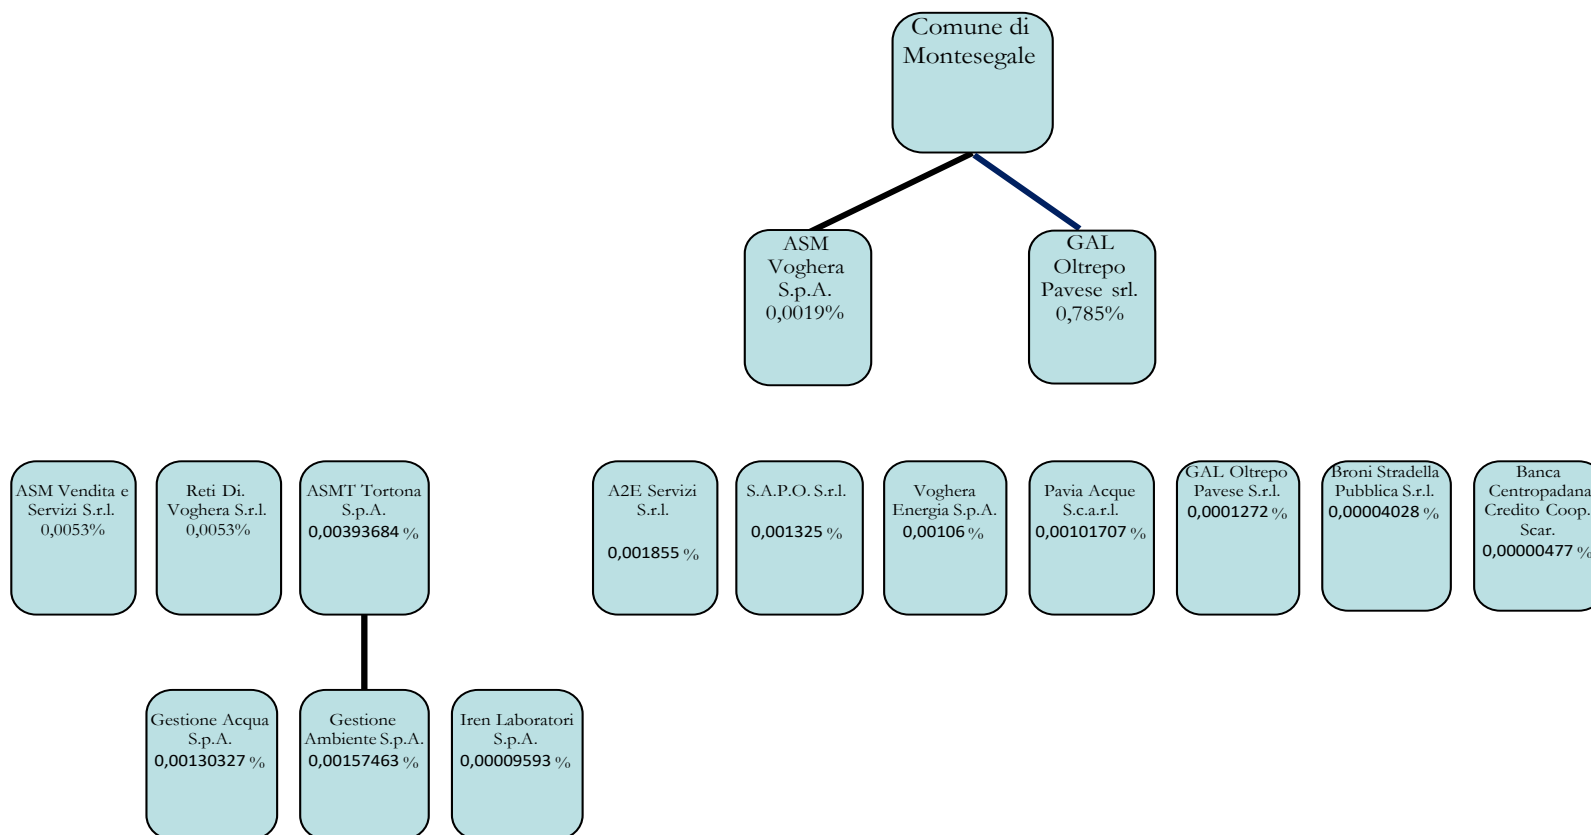 Comune di
Montesegale
ASM
Voghera
S.p.A.
0,0019%
GAL
Oltrepo
Pavese srl.
0,785%
ASM Vendita e
Servizi S.r.l.
0,0053%
Reti Di.
Voghera S.r.l.
0,0053%
ASMT Tortona
S.p.A.
0,00393684 %
A2E Servizi
S.r.l.
0,001855 %
S.A.P.O. S.r.l.
0,001325 %
Voghera
Energia S.p.A.
0,00106 %
Pavia Acque
S.c.a.r.l.
0,00101707 %
GAL Oltrepo
Pavese S.r.l.
0,0001272 %
Broni Stradella
Pubblica S.r.l.
0,00004028 %
Banca
Centropadana
Credito Coop.
Scar.
0,00000477 %
Gestione Acqua
S.p.A.
0,00130327 %
Gestione
Ambiente S.p.A.
0,00157463 %
Iren Laboratori
S.p.A.
0,00009593 %